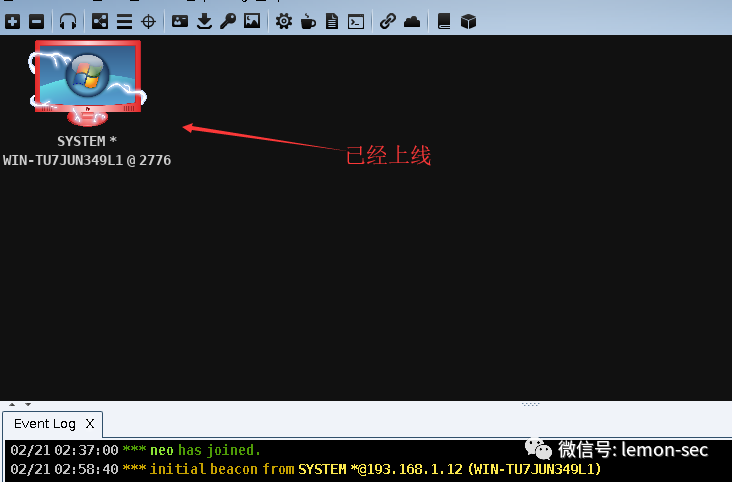 SYSTEM *
WIN-TU7JUN349L1 @ 2776
已经上线
Event Log X
02/21 02:37:00 *** neo has joined.
02/21 02:58:40 *** initial beacon from SYSTEM *@193.168.1.12 (WIN-TU7JUN349L1)
微信号: lemon-sec